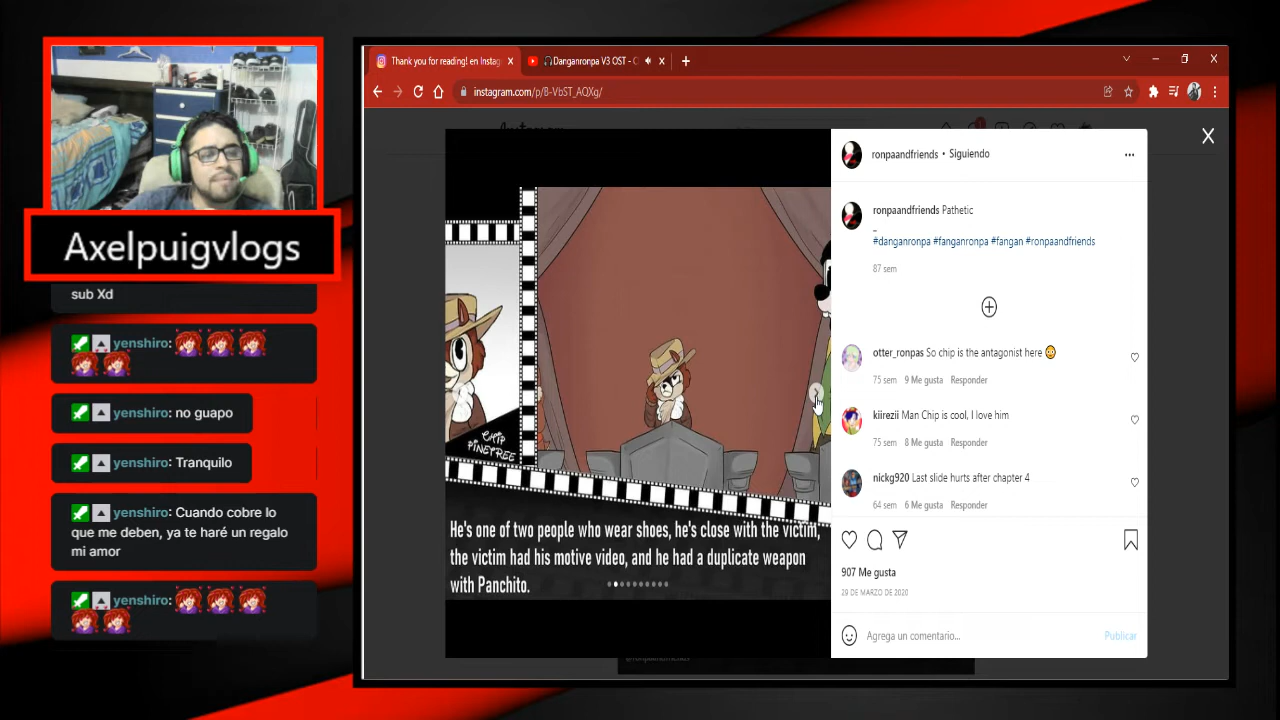 Axelpuigvlogs
sub Xd
yenshiro:
yenshiro: no guapo
yenshiro: Tranquilo
yenshiro: Cuando cobre lo
que me deben, ya te haré un regalo
mi amor
yenshiro:
Thank you for reading! en Instag
Danganronpa V3 OST - C
instagram.com/p/B-VbST_AQXg/
CHIP
PINETREE
He's one of two people who wear shoes, he's close with the victim,
the victim had his motive video, and he had a duplicate weapon
with Panchito.
ronpaandfriends • Siguiendo
ronpaandfriends Pathetic
_
#danganronpa #fanganronpa #fangan #ronpaandfriends
87 sem
otter_ronpas So chip is the antagonist here
75 sem 9 Me gusta Responder
kiirezii Man Chip is cool, I love him
75 sem 8 Me gusta Responder
nickg920 Last slide hurts after chapter 4
64 sem 6 Me gusta Responder
907 Me gusta
29 DE MARZO DE 2020
Agrega un comentario...
Publicar